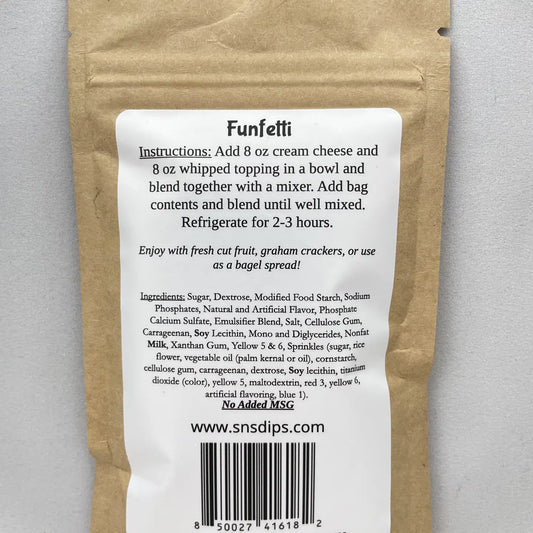 Funfetti
Instructions: Add 8 oz cream cheese and
8 oz whipped topping in a bowl and
blend together with a mixer. Add bag
contents and blend until well mixed.
Refrigerate for 2-3 hours.
Enjoy with fresh cut fruit, graham crackers, or use
as a bagel spread!
Ingredients: Sugar, Dextrose, Modified Food Starch, Sodium
Phosphates, Natural and Artificial Flavor, Phosphate
Calcium Sulfate, Emulsifier Blend, Salt, Cellulose Gum,
Carrageenan, Soy Lecithin, Mono and Diglycerides, Nonfat
Milk, Xanthan Gum, Yellow 5 & 6, Sprinkles (sugar, rice
flower, vegetable oil (palm kernal or oil), cornstarch,
cellulose gum, carrageenan, dextrose, Soy lecithin, titanium
dioxide (color), yellow 5, maltodextrin, red 3, yellow 6,
artificial flavoring, blue 1).
No Added MSG
www.snsdips.com
8 50027 41618 2